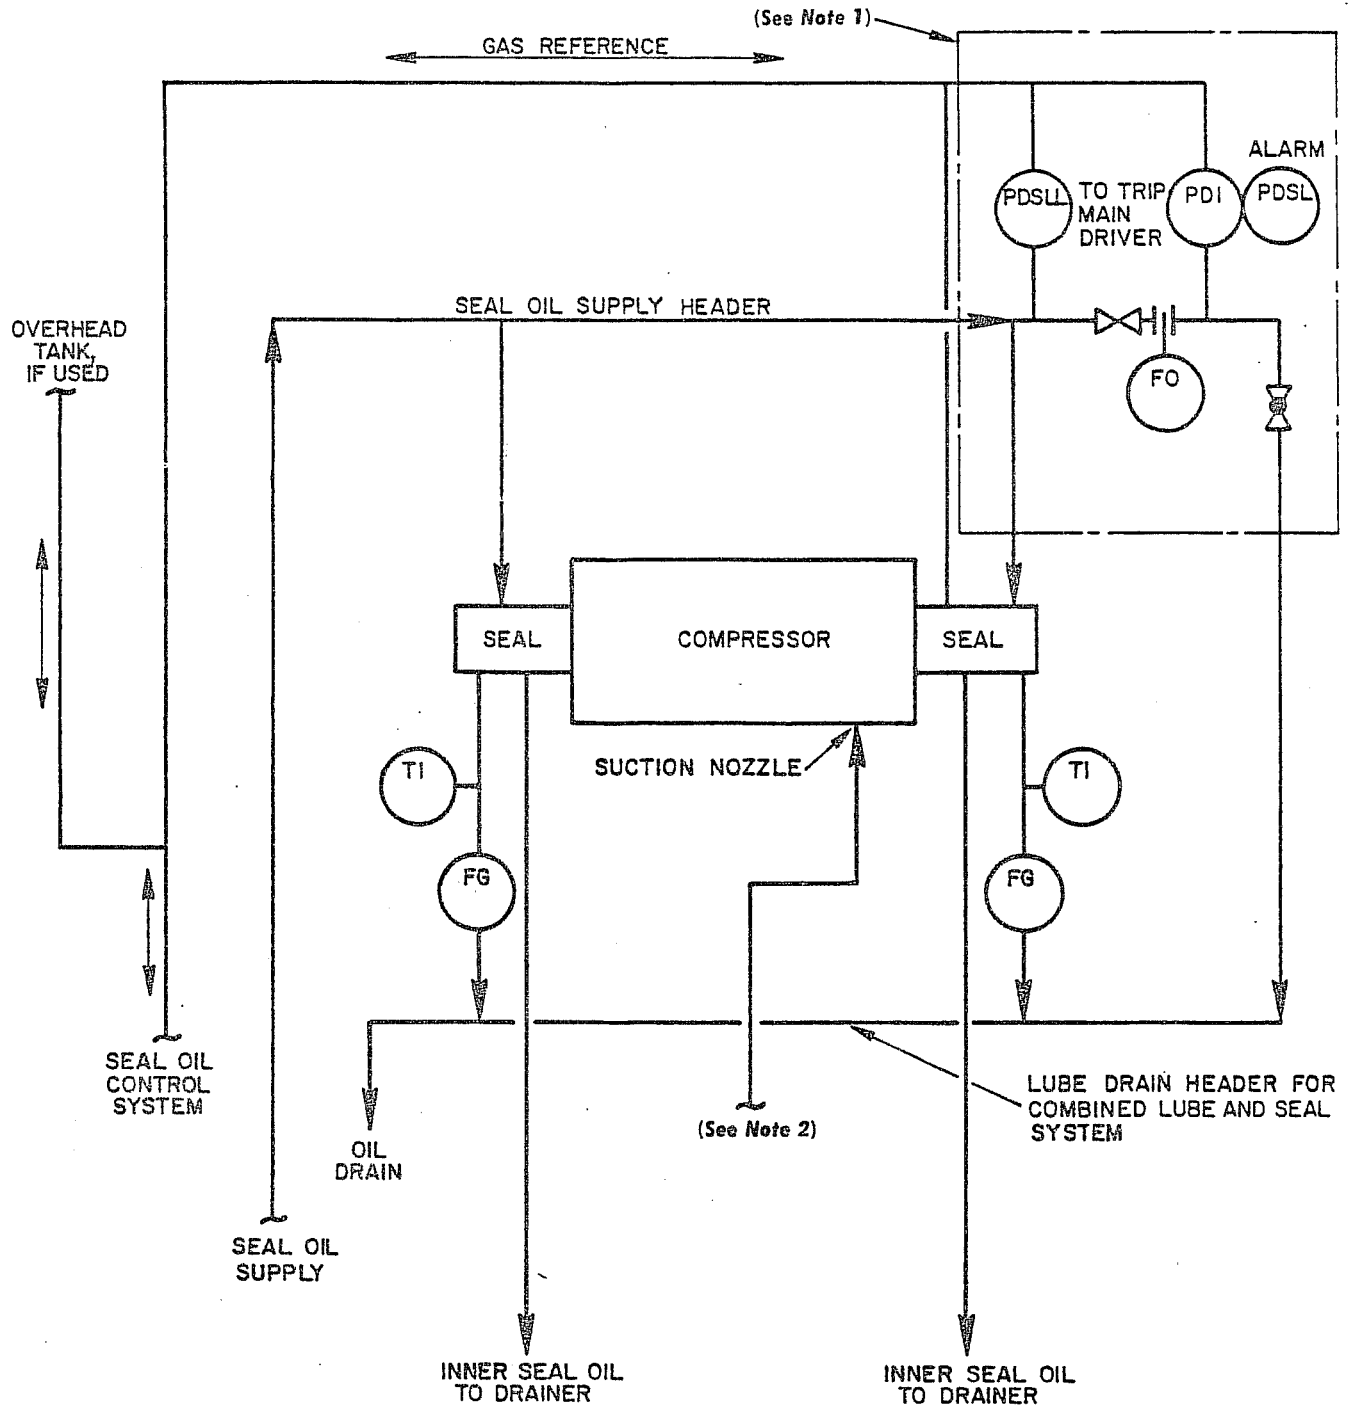 (See Note 1)
GAS REFERENCE
ALARM
PDSLL
TO TRIP
MAIN
DRIVER
PDI
PDSL
SEAL OIL SUPPLY HEADER
OVERHEAD
TANK,
IF USED
FO
SEAL
COMPRESSOR
SEAL
SUCTION NOZZLE
TI
TI
FG
FG
SEAL OIL
CONTROL
SYSTEM
LUBE DRAIN HEADER FOR
COMBINED LUBE AND SEAL
SYSTEM
(See Note 2)
OIL
DRAIN
SEAL OIL
SUPPLY
INNER SEAL OIL
TO DRAINER
INNER SEAL OIL
TO DRAINER